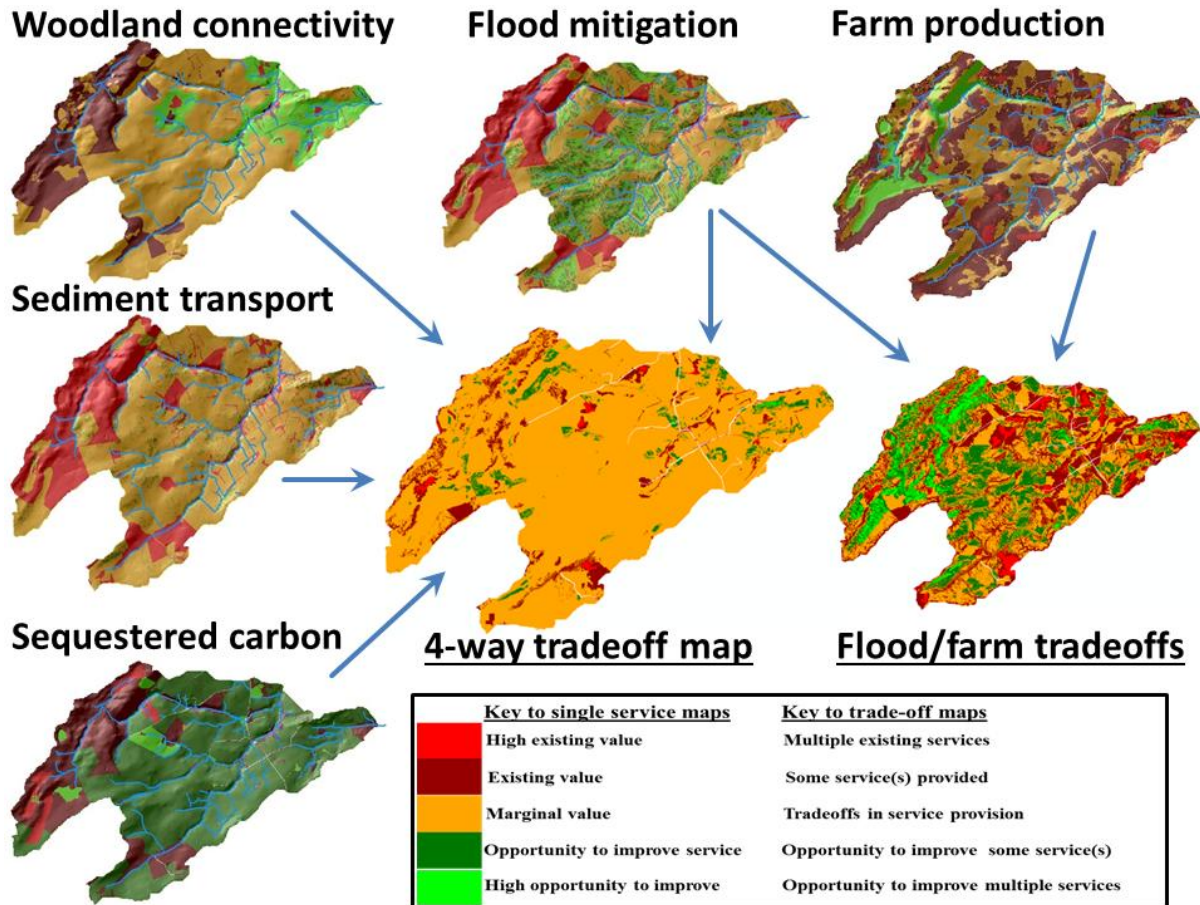 Woodland connectivity
Flood mitigation
Farm production
Sediment transport
Sequestered carbon
4-way tradeoff map
Flood/farm tradeoffs
Key to single service maps
Key to trade-off maps
High existing value
Multiple existing services
Existing value
Some service(s) provided
Marginal value
Tradeoffs in service provision
Opportunity to improve service
Opportunity to improve some service(s)
High opportunity to improve
Opportunity to improve multiple services